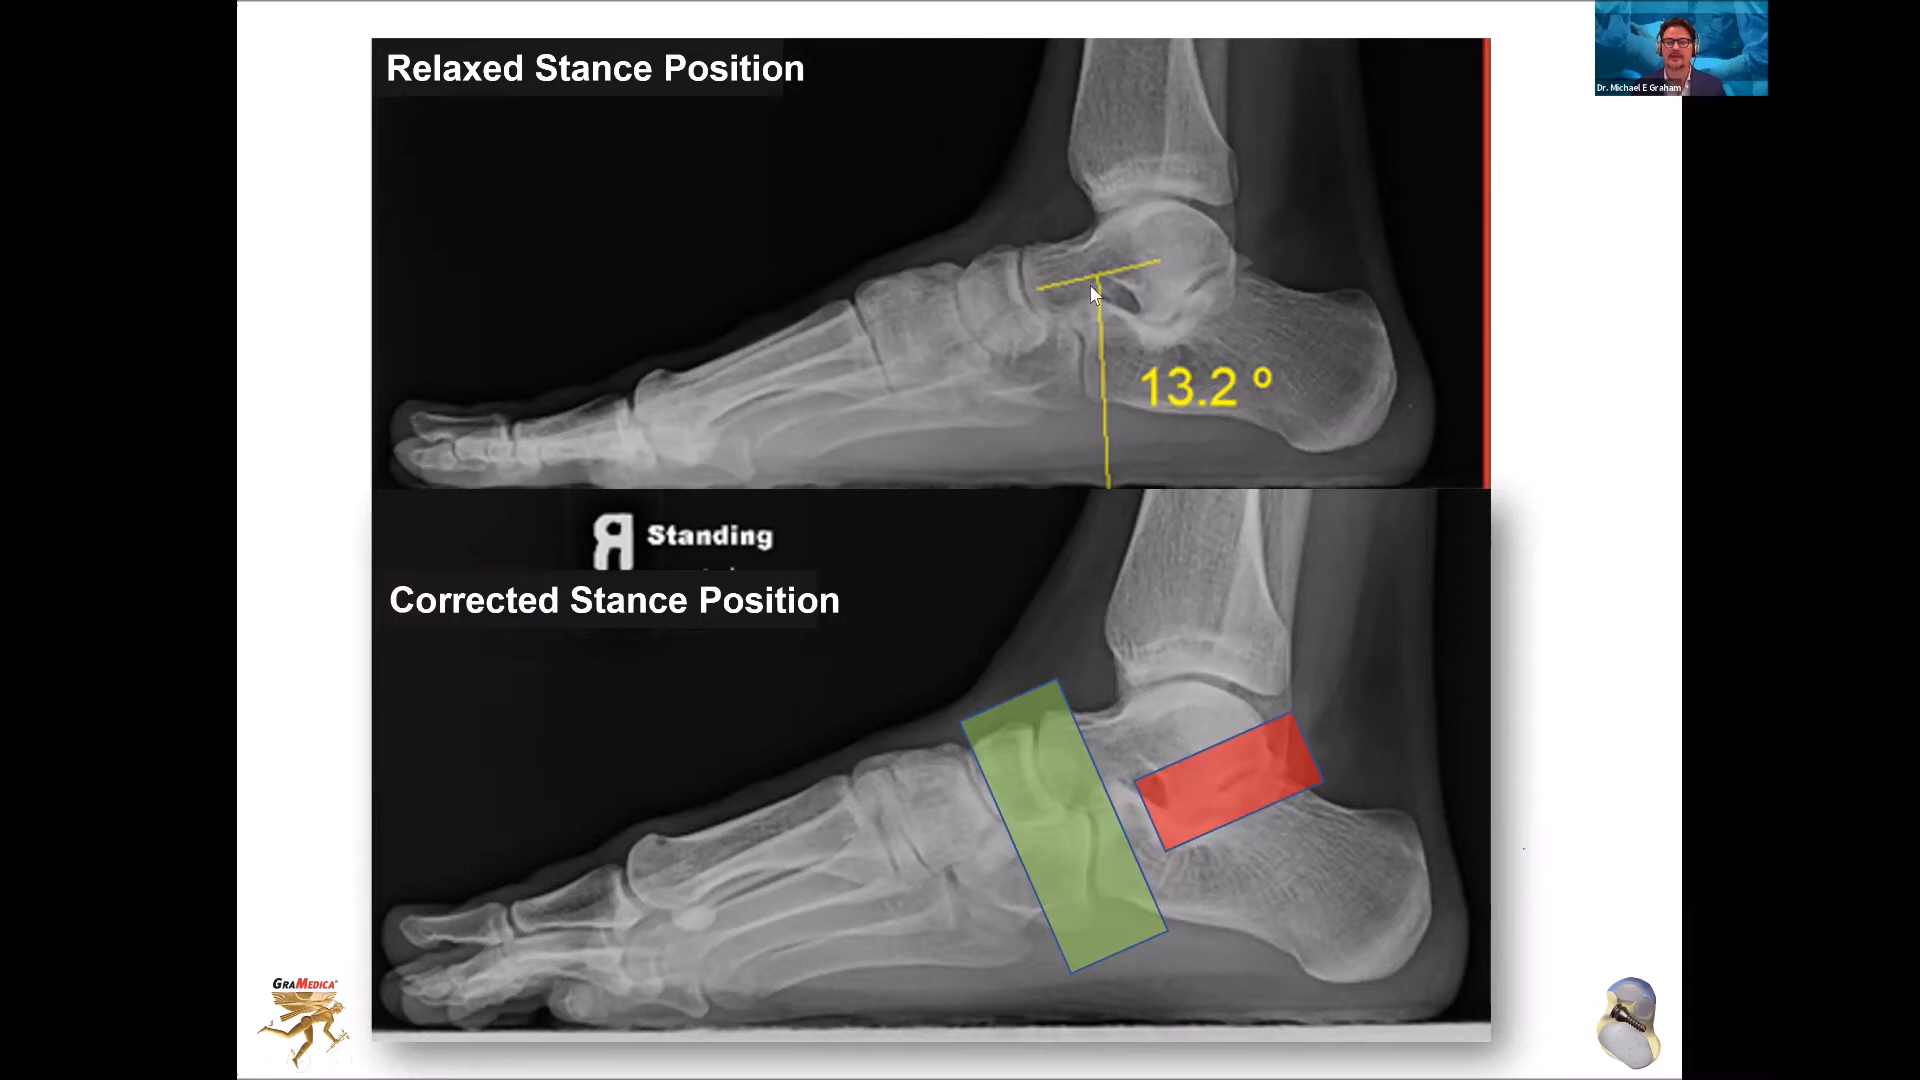 Relaxed Stance Position
Dr. Michael E Graham
13.2 º
R Standing
Corrected Stance Position
GRAMEDICA®